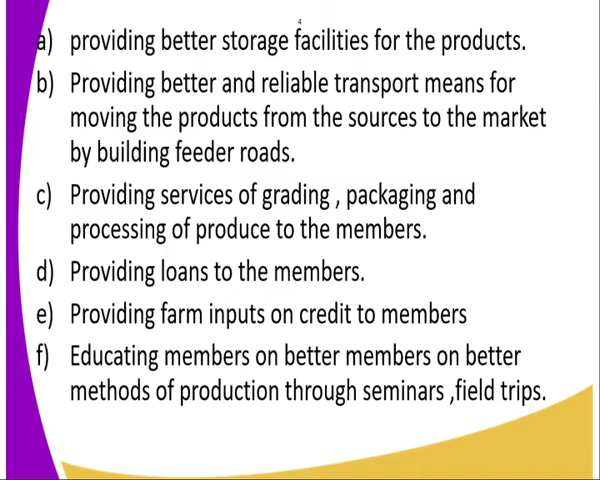 4
a) providing better storage facilities for the products.
b) Providing better and reliable transport means for
moving the products from the sources to the market
by building feeder roads.
c) Providing services of grading , packaging and
processing of produce to the members.
d) Providing loans to the members.
e) Providing farm inputs on credit to members
f) Educating members on better members on better
methods of production through seminars ,field trips.